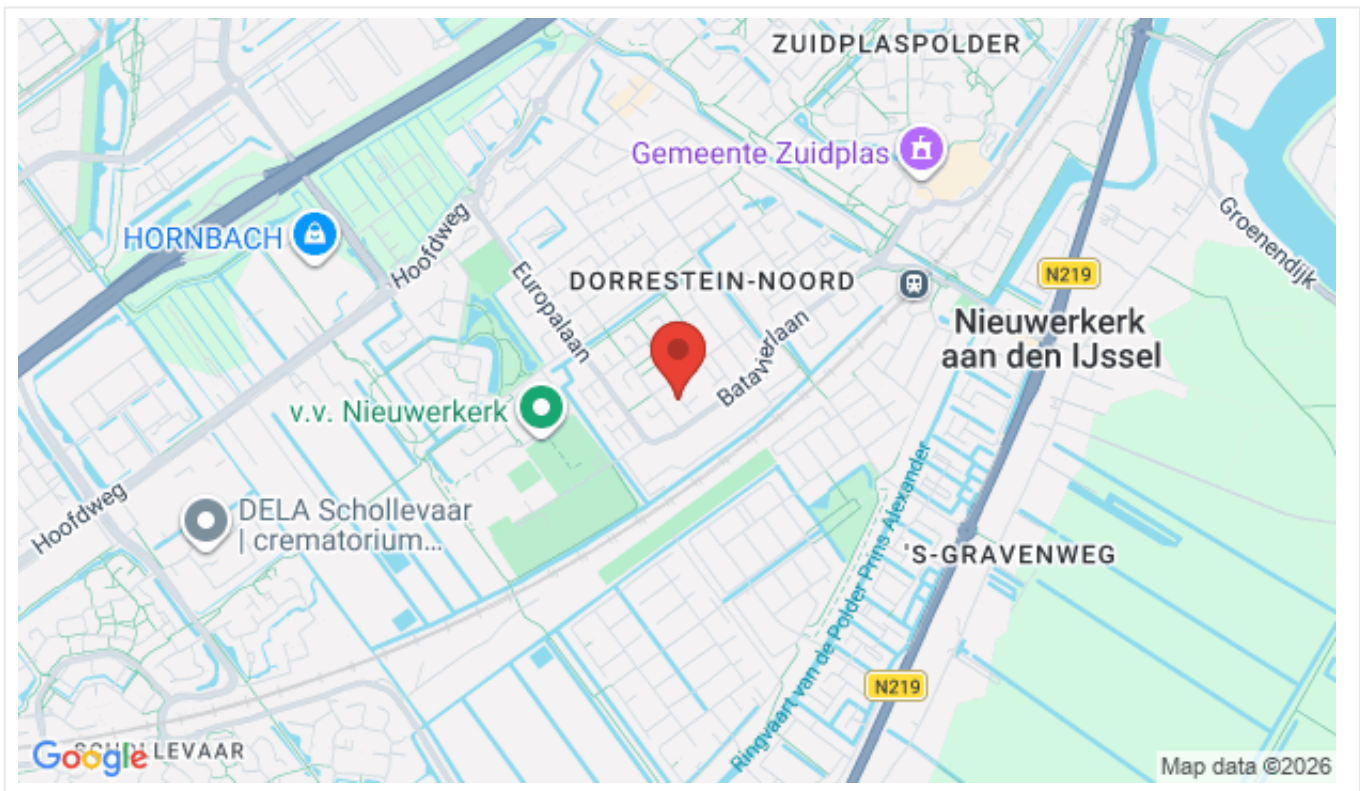 ZUIDPLASPOLDER
Gemeente Zuidplas
Groenendijk
HORNBACH
Hoofdweg
Europalaan
DORRESTEIN-NOORD
N219
Nieuwerkerk
aan den IJssel
Batavierlaan
v.v. Nieuwerkerk
Hoofdweg
DELA Schollevaar
| crematorium...
'S-GRAVENWEG
Ringvaart van de Polder Prins Alexander
N219
SCHOLLEVAAR
Google
Map data ©2026